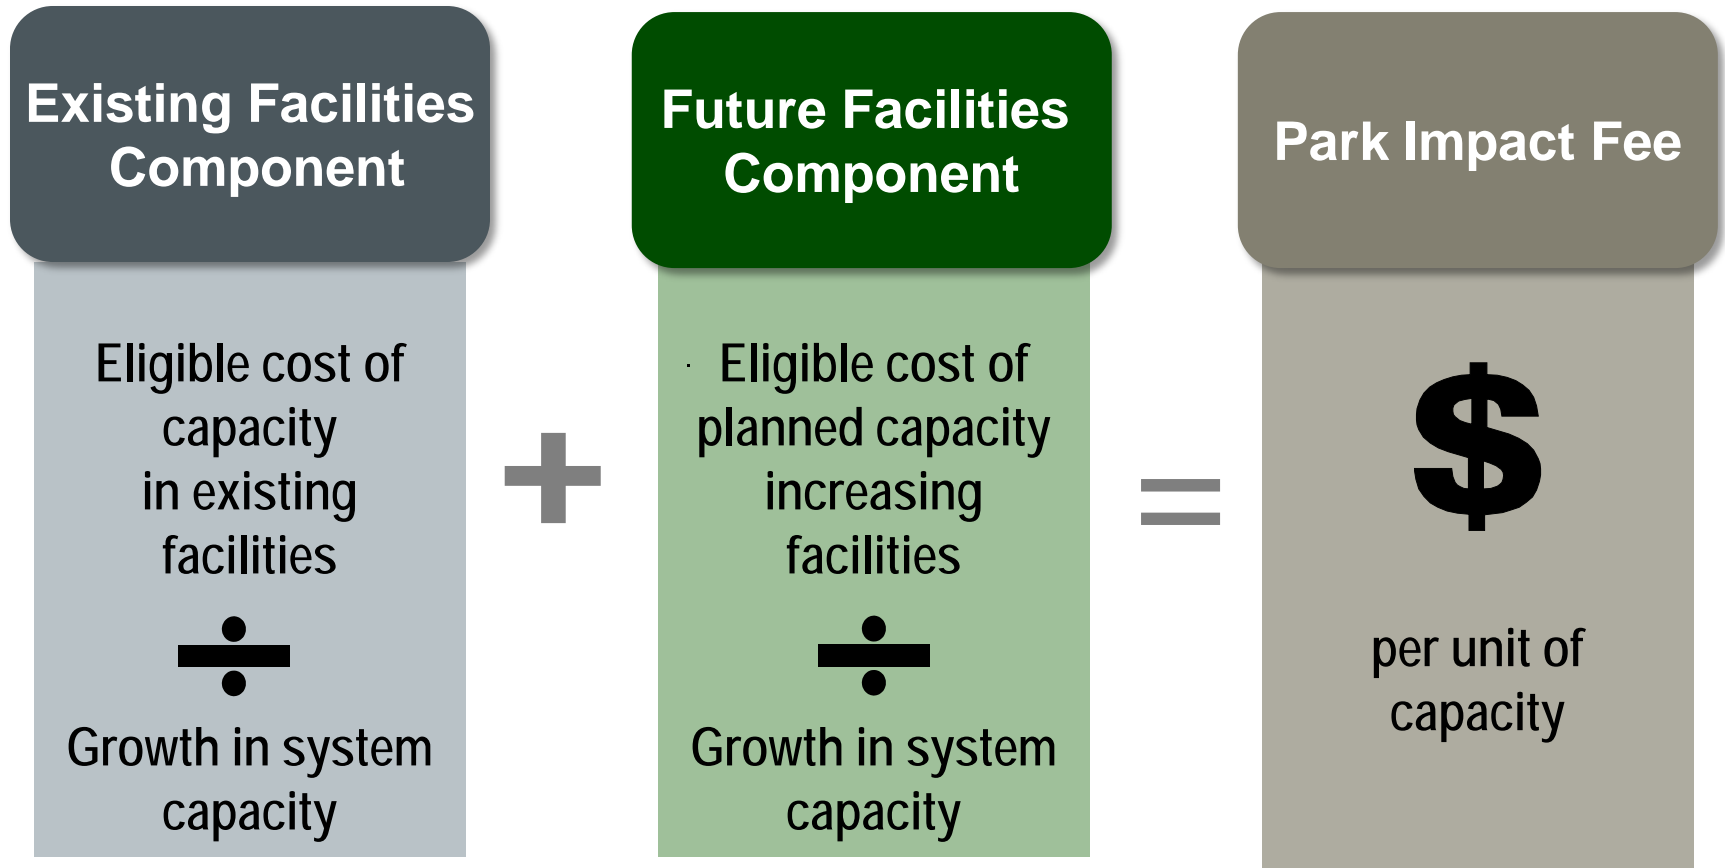 Existing Facilities
Component
Eligible cost of
capacity
in existing
facilities
÷
Growth in system
capacity
+
Future Facilities
Component
Eligible cost of
planned capacity
increasing
facilities
÷
Growth in system
capacity
=
Park Impact Fee
$
per unit of
capacity